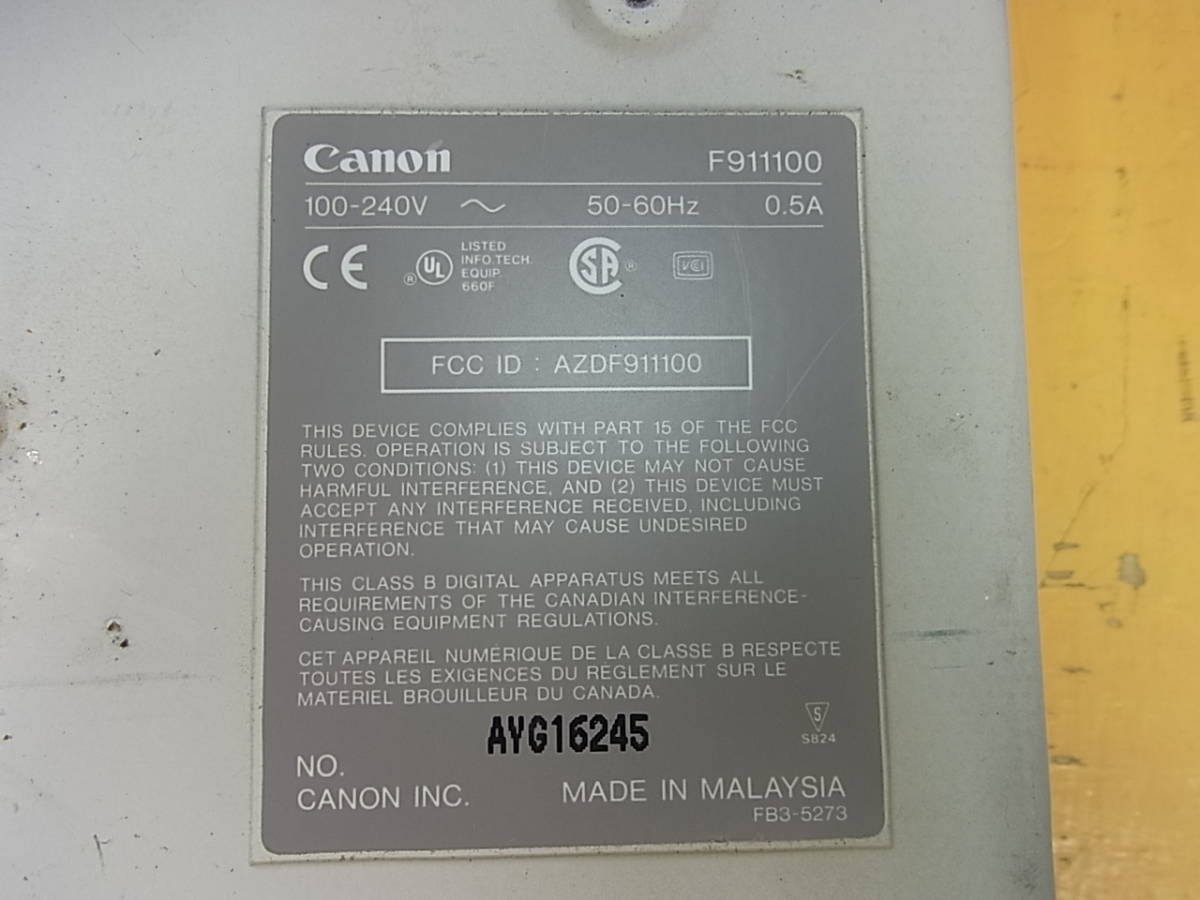 Canon F911100
100-240V 50-60Hz 0.5A
CE UL LISTED
INFO.TECH.
EQUIP.
660F
SA
VCI
FCC ID : AZDF911100
THIS DEVICE COMPLIES WITH PART 15 OF THE FCC
RULES. OPERATION IS SUBJECT TO THE FOLLOWING
TWO CONDITIONS: (1) THIS DEVICE MAY NOT CAUSE
HARMFUL INTERFERENCE, AND (2) THIS DEVICE MUST
ACCEPT ANY INTERFERENCE RECEIVED, INCLUDING
INTERFERENCE THAT MAY CAUSE UNDESIRED
OPERATION.
THIS CLASS B DIGITAL APPARATUS MEETS ALL
REQUIREMENTS OF THE CANADIAN INTERFERENCE-
CAUSING EQUIPMENT REGULATIONS.
CET APPAREIL NUMÉRIQUE DE LA CLASSE B RESPECTE
TOUTES LES EXIGENCES DU RÈGLEMENT SUR LE
MATERIEL BROUILLEUR DU CANADA.
AYG16245
S
S824
NO.
CANON INC. MADE IN MALAYSIA
FB3-5273